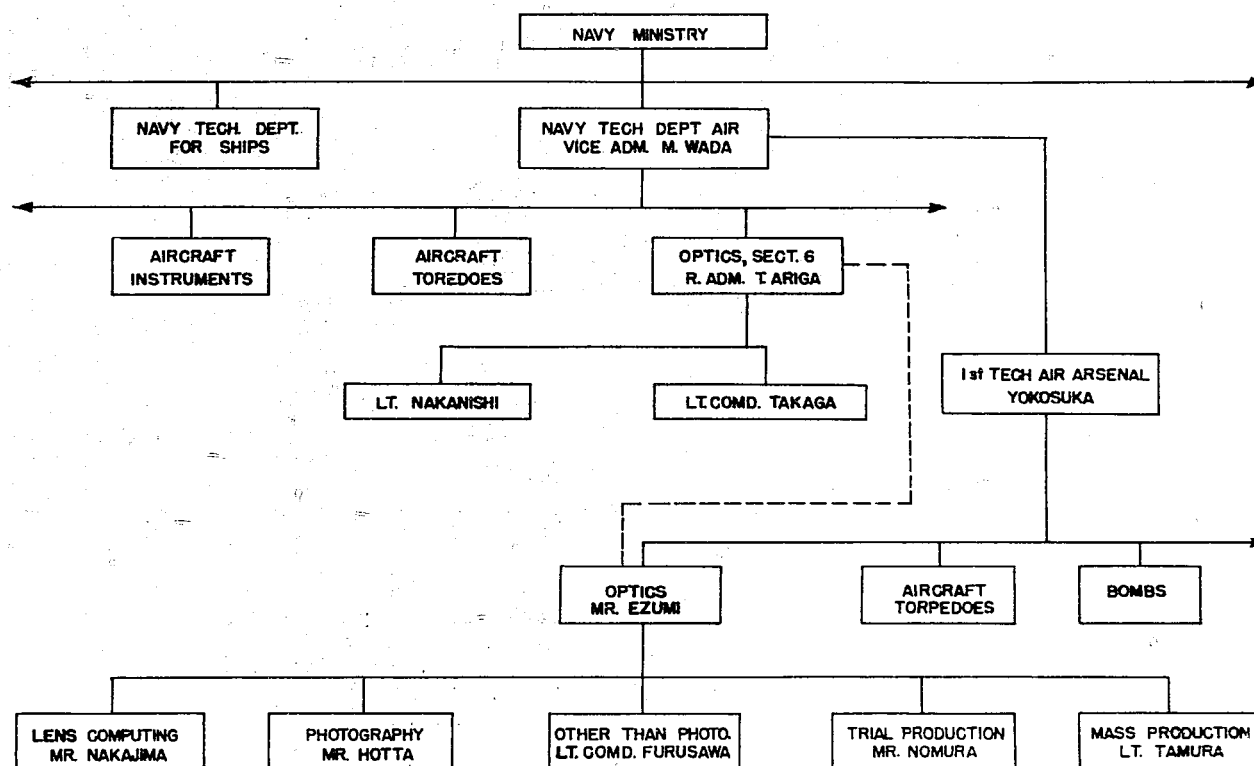 NAVY MINISTRY
NAVY TECH. DEPT.
FOR SHIPS
NAVY TECH DEPT AIR
VICE ADM. M. WADA
AIRCRAFT
INSTRUMENTS
AIRCRAFT
TOREDOES
OPTICS, SECT. 6
R. ADM. T. ARIGA
LT. NAKANISHI
LT. COMD. TAKAGA
1st TECH AIR ARSENAL
YOKOSUKA
OPTICS
MR. EZUMI
AIRCRAFT
TORPEDOES
BOMBS
LENS COMPUTING
MR. NAKAJIMA
PHOTOGRAPHY
MR. HOTTA
OTHER THAN PHOTO.
LT. COMD. FURUSAWA
TRIAL PRODUCTION
MR. NOMURA
MASS PRODUCTION
LT. TAMURA